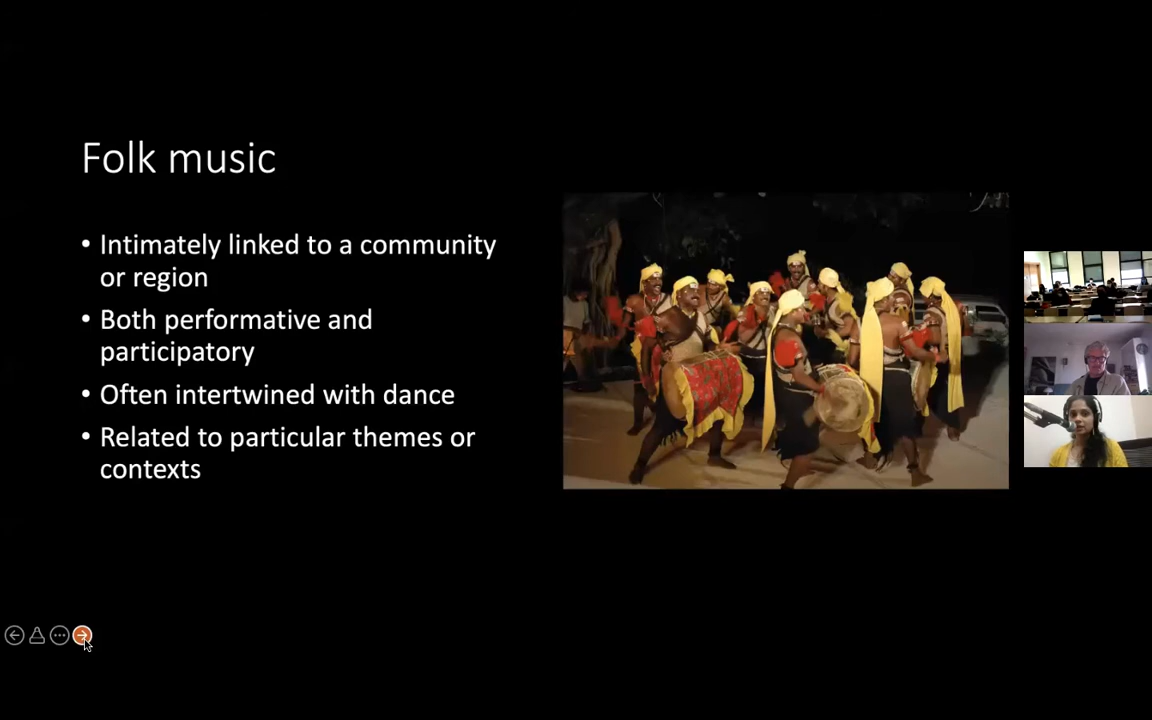 Folk music
• Intimately linked to a community
or region
• Both performative and
participatory
• Often intertwined with dance
• Related to particular themes or
contexts